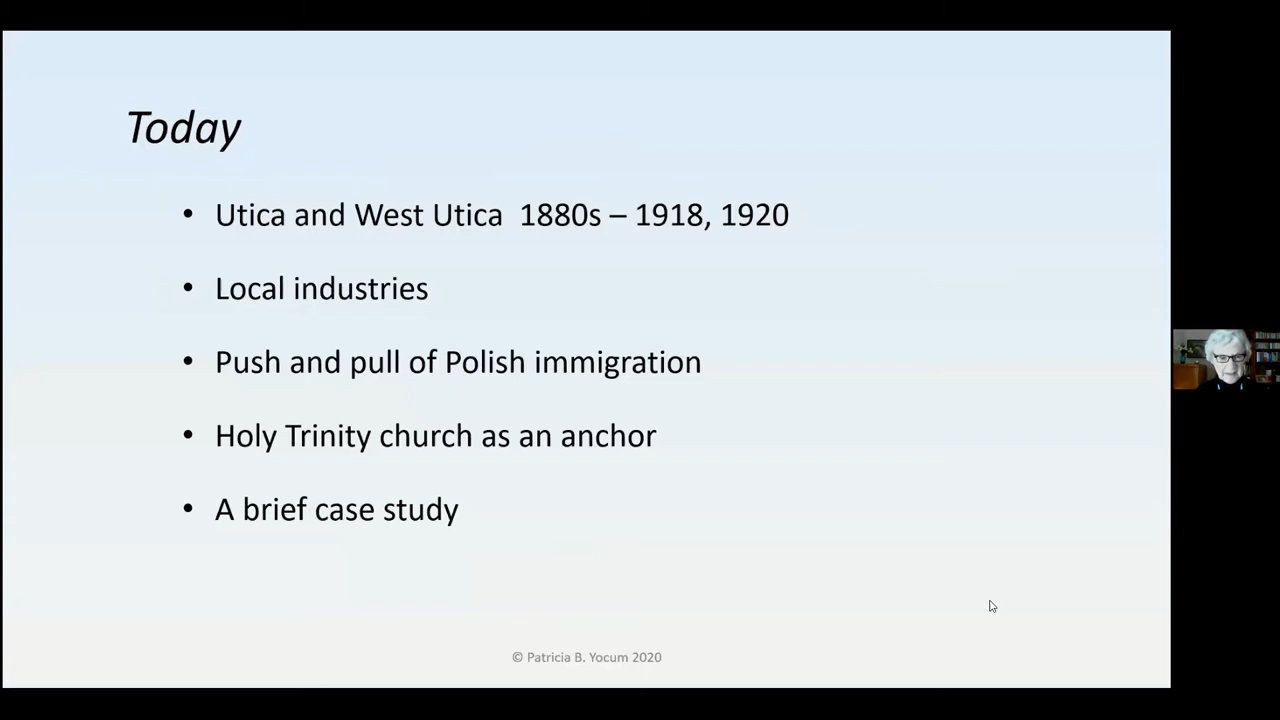 Today
• Utica and West Utica  1880s – 1918, 1920
• Local industries
• Push and pull of Polish immigration
• Holy Trinity church as an anchor
• A brief case study
© Patricia B. Yocum 2020